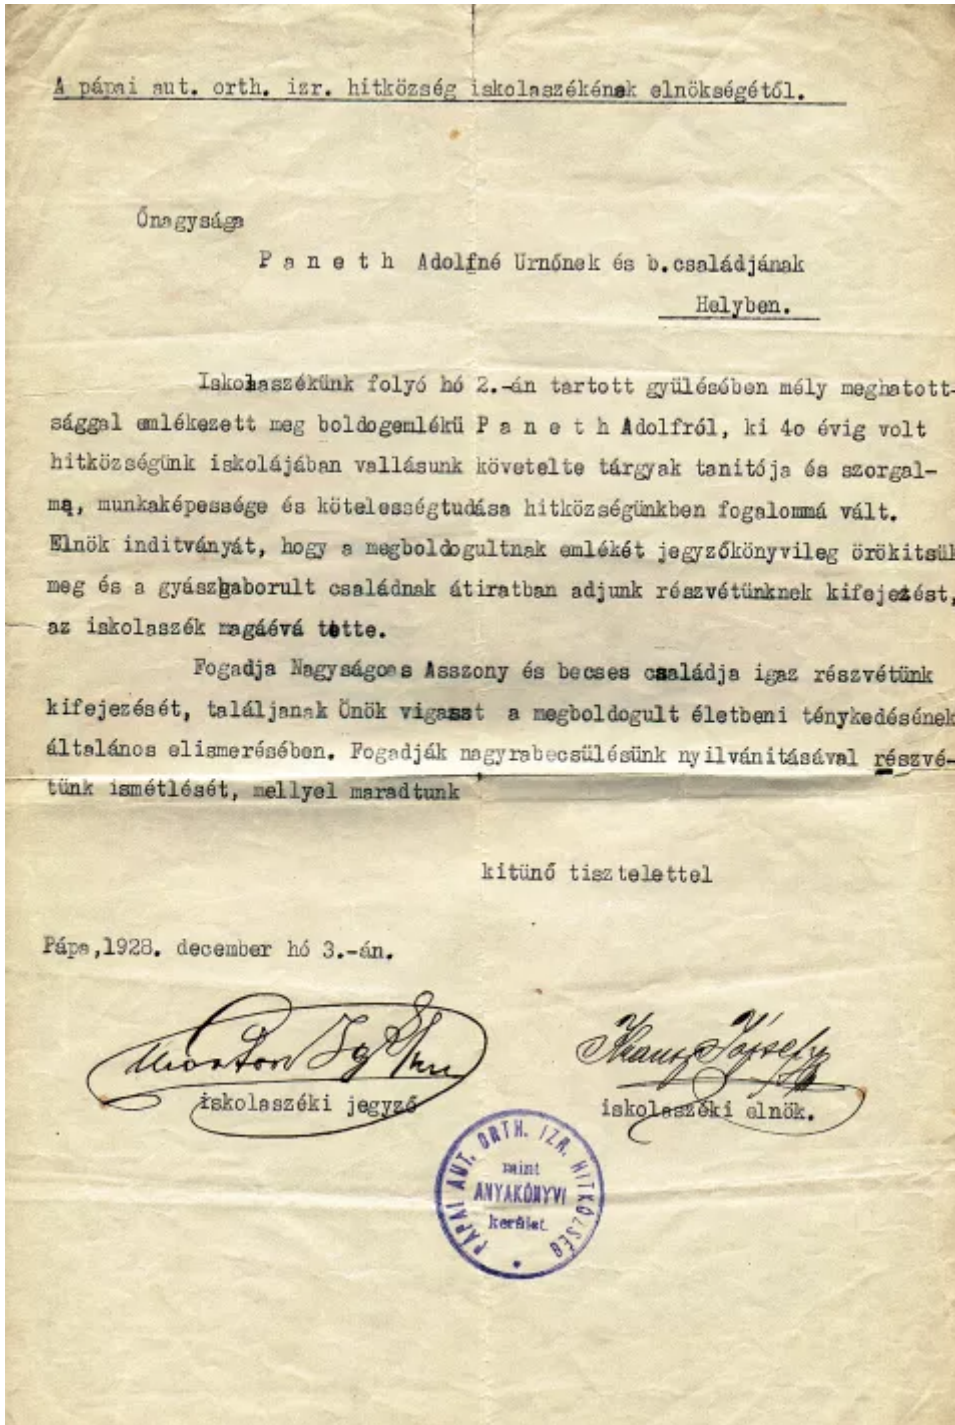 A pápai aut. orth. izr. hitközség iskolaszékének elnökségétől.
Őnagysága
P a n e t h Adolfné Urnőnek és b.családjának
Helyben.
Iskolaszékünk folyó hó 2.-án tartott gyülésében mély meghatott-
sággal emlékezett meg boldogemlékü P a n e t h Adolfról, ki 4o évig volt
hitközségünk iskolájában vallásunk követelte tárgyak tanitója és szorgal-
ma, munkaképessége és kötelességtudása hitközségünkben fogalommá vált.
Elnök inditványát, hogy a megboldogultnak emlékét jegyzőkönyvileg örökitsük
meg és a gyászbaborult családnak átiratban adjunk részvétünknek kifejezést,
az iskolaszék magáévá tette.
Fogadja Nagyságos Asszony és becses családja igaz részvétünk
kifejezését, találjanak Önök vigaszt a megboldogult életbeni ténykedésének
általános elismerésében. Fogadják nagyrabecsülésünk nyilvánitásával részvé-
tünk ismétlését, mellyel maradtunk
kitünő tisztelettel
Pápa,1928. december hó 3.-án.
József
iskolaszéki jegyző
iskolaszéki elnök.
PÁPAI AUT. ORTH. IZR. HITKÖZSÉG
mint
ANYAKÖNYVI
kerület.